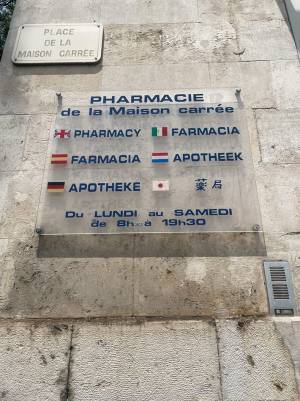 PLACE
DE LA
MAISON CARRÉE
PHARMACIE
de la Maison carrée
PHARMACY FARMACIA
FARMACIA APOTHEEK
APOTHEKE 薬局
Du LUNDI au SAMEDI
de 8h30 à 19h30